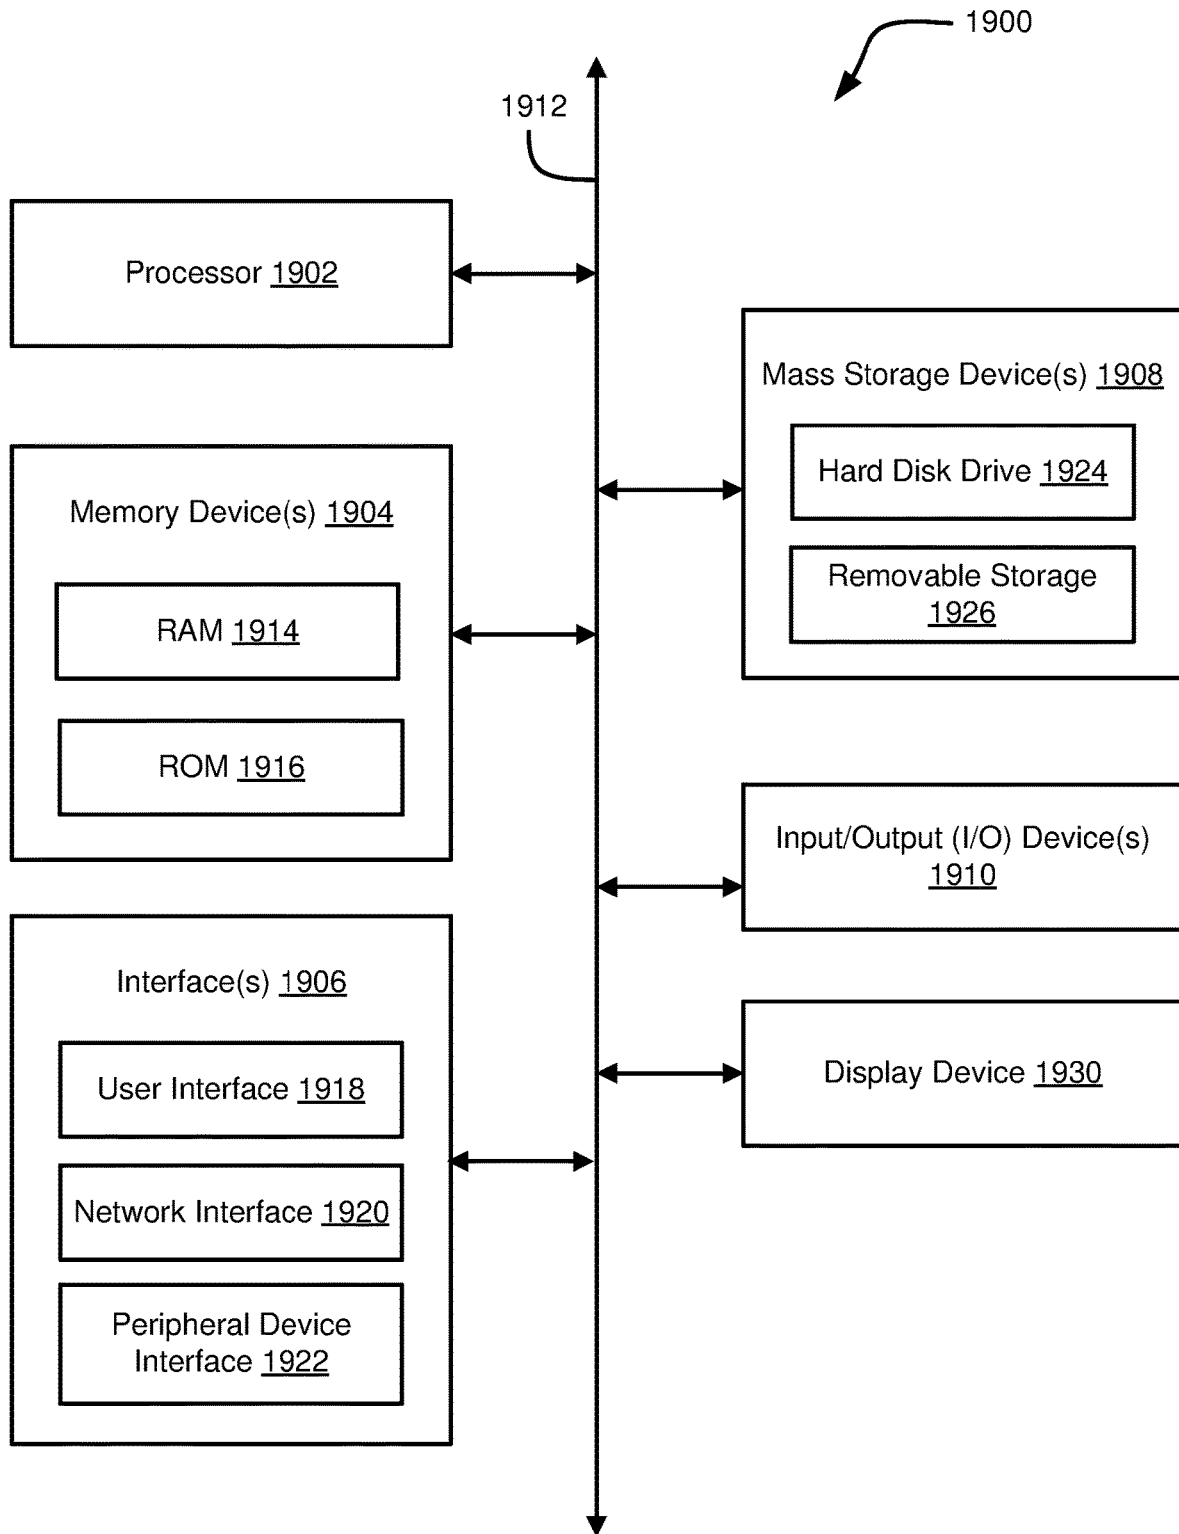 1900
1912
Processor 1902
Memory Device(s) 1904
RAM 1914
ROM 1916
Interface(s) 1906
User Interface 1918
Network Interface 1920
Peripheral Device
Interface 1922
Mass Storage Device(s) 1908
Hard Disk Drive 1924
Removable Storage
1926
Input/Output (I/O) Device(s)
1910
Display Device 1930